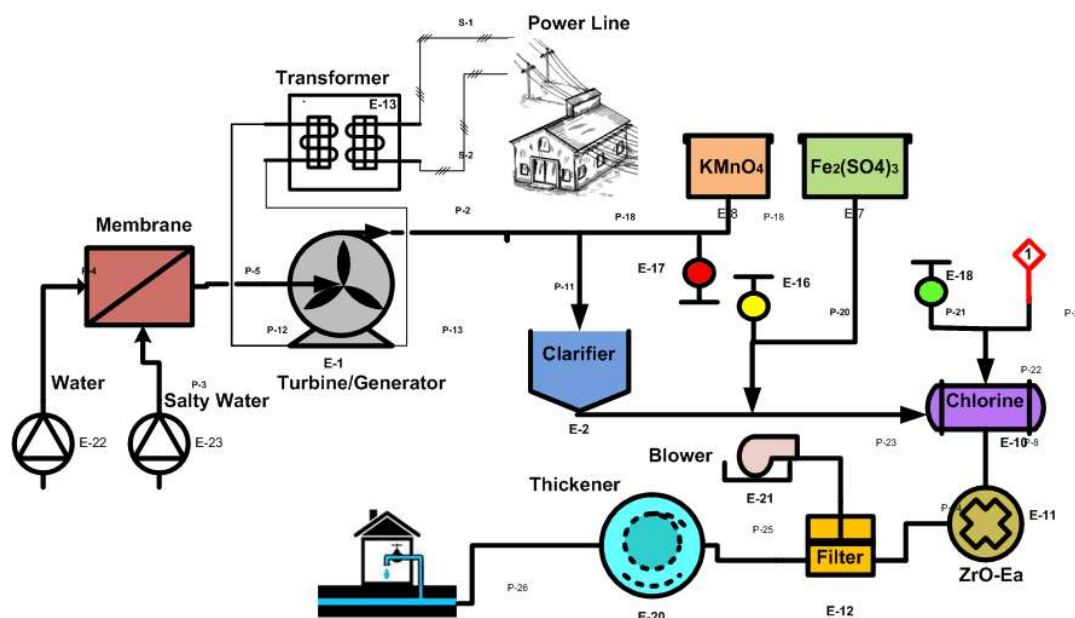 S-1
Power Line
Transformer
E-13
S-2
KMnO4
Fe2(SO4)3
P-2
P-18
E-8
P-18
E-7
Membrane
P-4
P-5
E-17
E-16
E-18
1
P-11
P-20
P-21
P-12
P-13
E-1
Turbine/Generator
Clarifier
Water
P-3
Salty Water
P-22
Chlorine
E-22
E-23
E-2
P-23
E-10
P-8
Blower
Thickener
E-21
P-25
E-11
Filter
ZrO-Ea
P-26
E-20
E-12